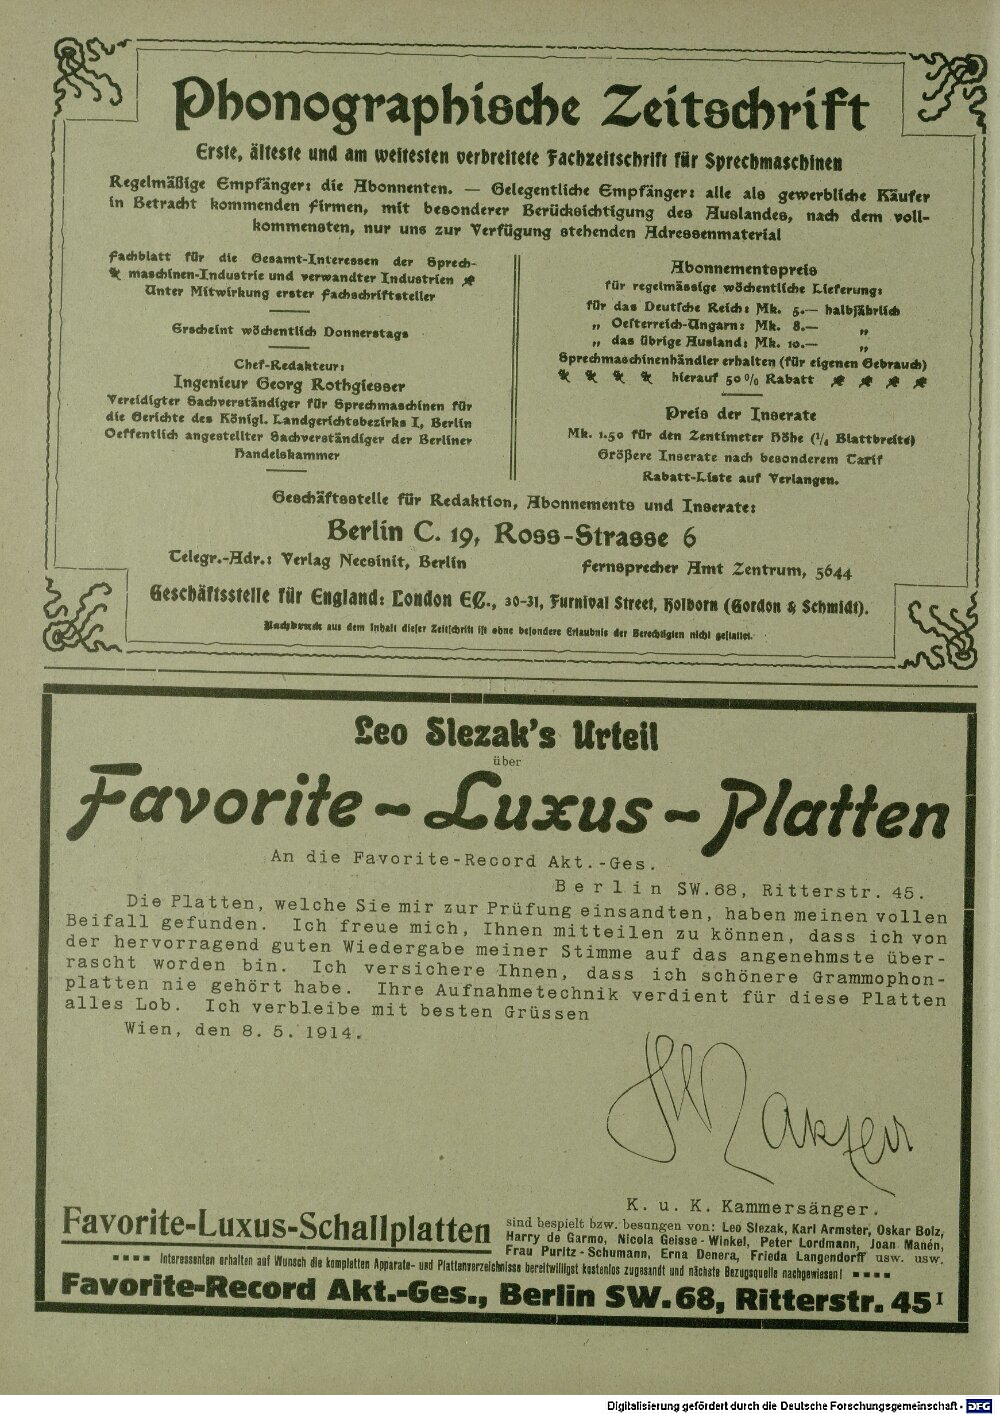 Phonographische Zeitschrift
Erste, älteste und am weitesten verbreitete Fachzeitschrift für Sprechmaschinen
Regelmäßige Empfänger: die Abonnenten. — Gelegentliche Empfänger: alle als gewerbliche Käufer
in Betracht kommenden Firmen, mit besonderer Berücksichtigung des Auslandes, nach dem voll-
kommensten, nur uns zur Verfügung stehenden Adressenmaterial
Fachblatt für die Gesamt-Interessen der Sprech-
maschinen-Industrie und verwandter Industrien
Unter Mitwirkung erster Fachschriftsteller
Erscheint wöchentlich Donnerstags
Chef-Redakteur:
Ingenieur Georg Rothgiesser
Vereidigter Sachverständiger für Sprechmaschinen für
die Gerichte des Königl. Landgerichtsbezirks I, Berlin
Oeffentlich angestellter Sachverständiger der Berliner
Handelskammer
Abonnementspreis
für regelmässige wöchentliche Lieferung:
für das Deutsche Reich: Mk. 5.— halbjährlich
„ Oesterreich-Ungarn: Mk. 8.— „
„ das übrige Ausland: Mk. 10.— „
Sprechmaschinenhändler erhalten (für eigenen Gebrauch)
hierauf 50% Rabatt
Preis der Inserate
Mk. 1.50 für den Zentimeter Höhe (¼ Blattbreite)
Größere Inserate nach besonderem Tarif
Rabatt-Liste auf Verlangen.
Geschäftsstelle für Redaktion, Abonnements und Inserate:
Berlin C. 19, Ross-Strasse 6
Telegr.-Adr.: Verlag Necsinit, Berlin
Fernsprecher Amt Zentrum, 5644
Geschäftsstelle für England: London EC., 30-31, Furnival Street, Holborn (Gordon & Schmidt).
Nachdruck aus dem Inhalt dieser Zeitschrift ist ohne besondere Erlaubnis der Berechtigten nicht gestattet.
Leo Slezak's Urteil
über
Favorite-Luxus-Platten
An die Favorite-Record Akt.-Ges.
Berlin SW.68, Ritterstr. 45.
Die Platten, welche Sie mir zur Prüfung einsandten, haben meinen vollen
Beifall gefunden. Ich freue mich, Ihnen mitteilen zu können, dass ich von
der hervorragend guten Wiedergabe meiner Stimme auf das angenehmste über-
rascht worden bin. Ich versichere Ihnen, dass ich schönere Grammophon-
platten nie gehört habe. Ihre Aufnahmetechnik verdient für diese Platten
alles Lob. Ich verbleibe mit besten Grüssen
Wien, den 8. 5. 1914.
K. u. K. Kammersänger.
Favorite-Luxus-Schallplatten
sind bespielt bzw. besungen von: Leo Slezak, Karl Armster, Oskar Bolz,
Harry de Garmo, Nicola Geisse-Winkel, Peter Lordmann, Joan Manén,
Frau Puritz-Schumann, Erna Denera, Frieda Langendorff usw. usw.
Interessenten erhalten auf Wunsch die kompletten Apparate- und Plattenverzeichnisse bereitwilligst kostenlos zugesandt und nächste Bezugsquelle nachgewiesen!
Favorite-Record Akt.-Ges., Berlin SW. 68, Ritterstr. 45 I
Digitalisierung gefördert durch die Deutsche Forschungsgemeinschaft - DFG